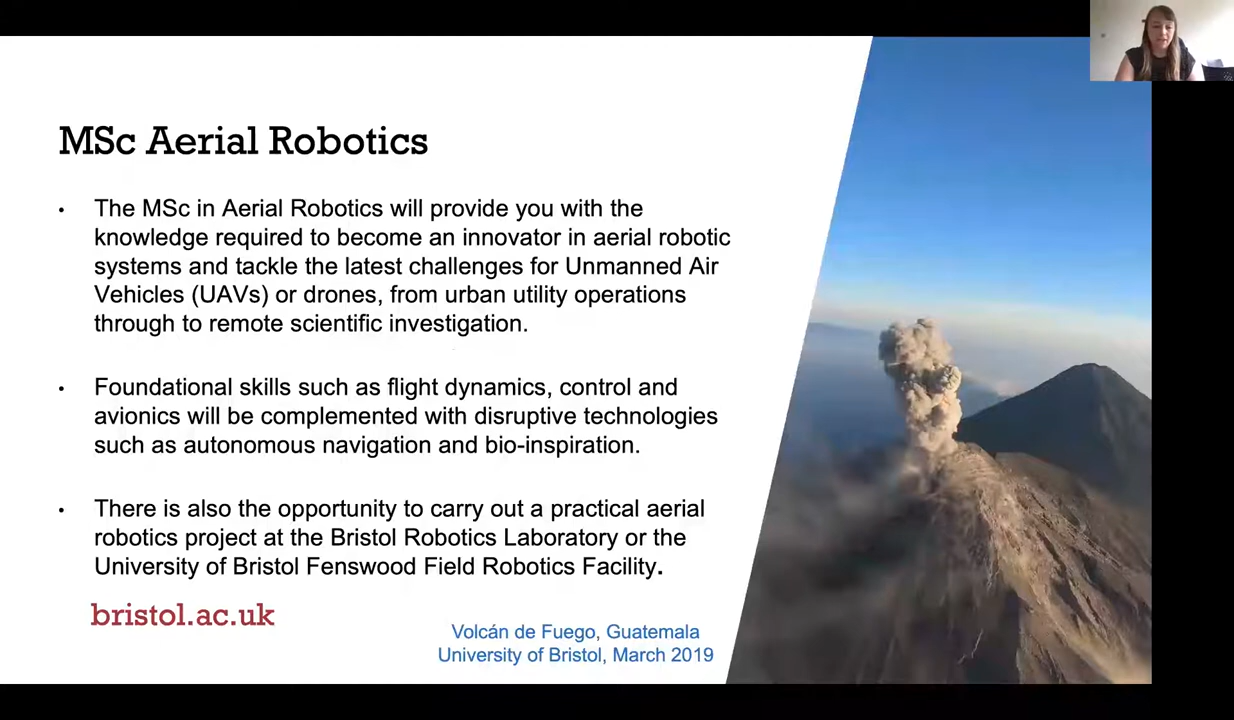 MSc Aerial Robotics
• The MSc in Aerial Robotics will provide you with the
knowledge required to become an innovator in aerial robotic
systems and tackle the latest challenges for Unmanned Air
Vehicles (UAVs) or drones, from urban utility operations
through to remote scientific investigation.
• Foundational skills such as flight dynamics, control and
avionics will be complemented with disruptive technologies
such as autonomous navigation and bio-inspiration.
• There is also the opportunity to carry out a practical aerial
robotics project at the Bristol Robotics Laboratory or the
University of Bristol Fenswood Field Robotics Facility.
bristol.ac.uk
Volcán de Fuego, Guatemala
University of Bristol, March 2019